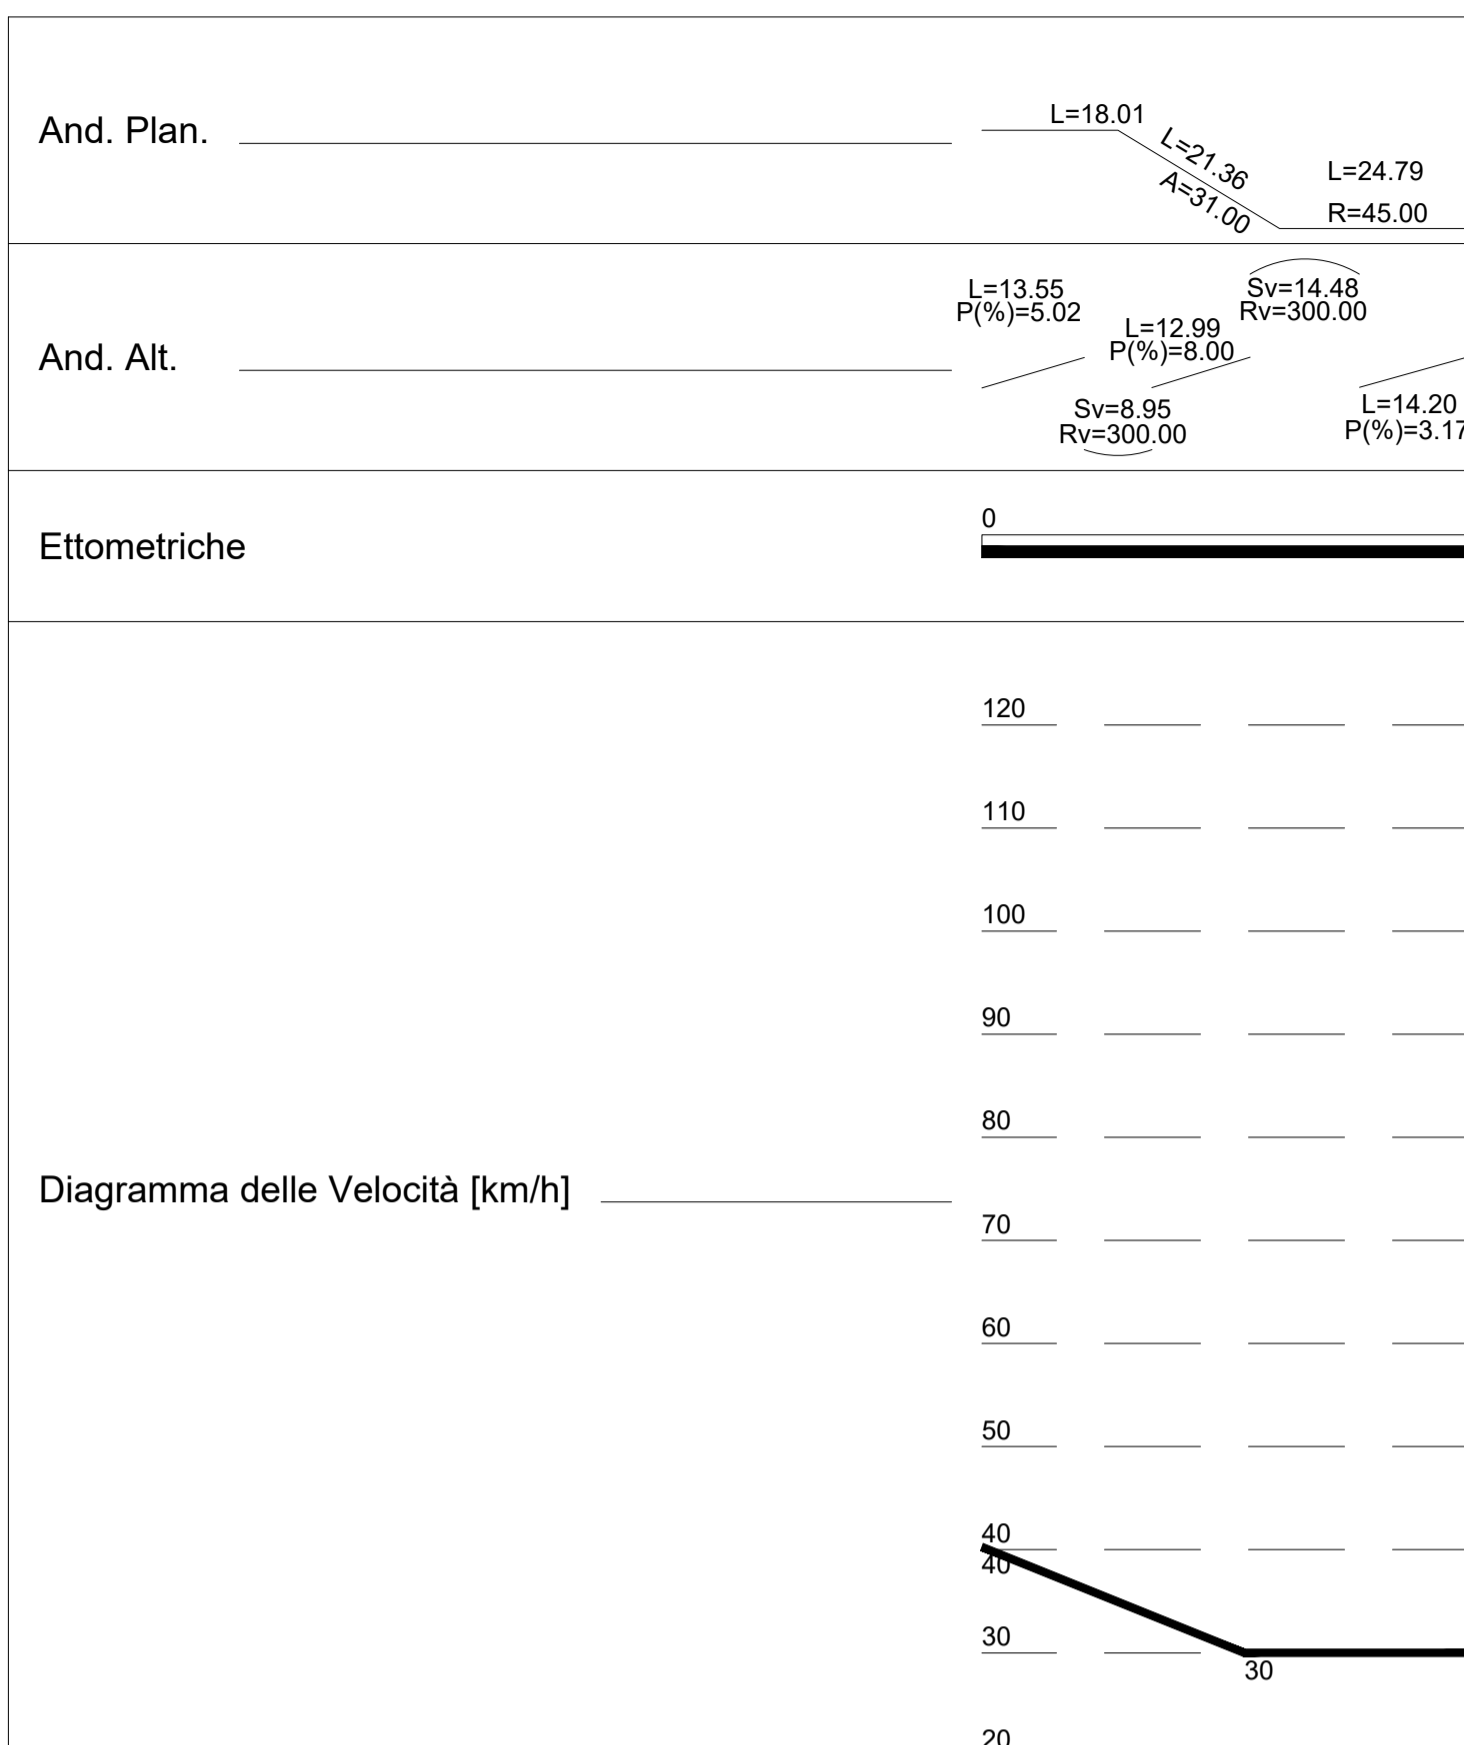 And. Plan.
L=18.01
L=21.36
A=31.00
L=24.79
R=45.00
And. Alt.
L=13.55
P(%)=5.02
L=12.99
P(%)=8.00
Sv=14.48
Rv=300.00
Sv=8.95
Rv=300.00
L=14.20
P(%)=3.17
Ettometriche
0
Diagramma delle Velocità [km/h]
120
110
100
90
80
70
60
50
40
40
30
30
20